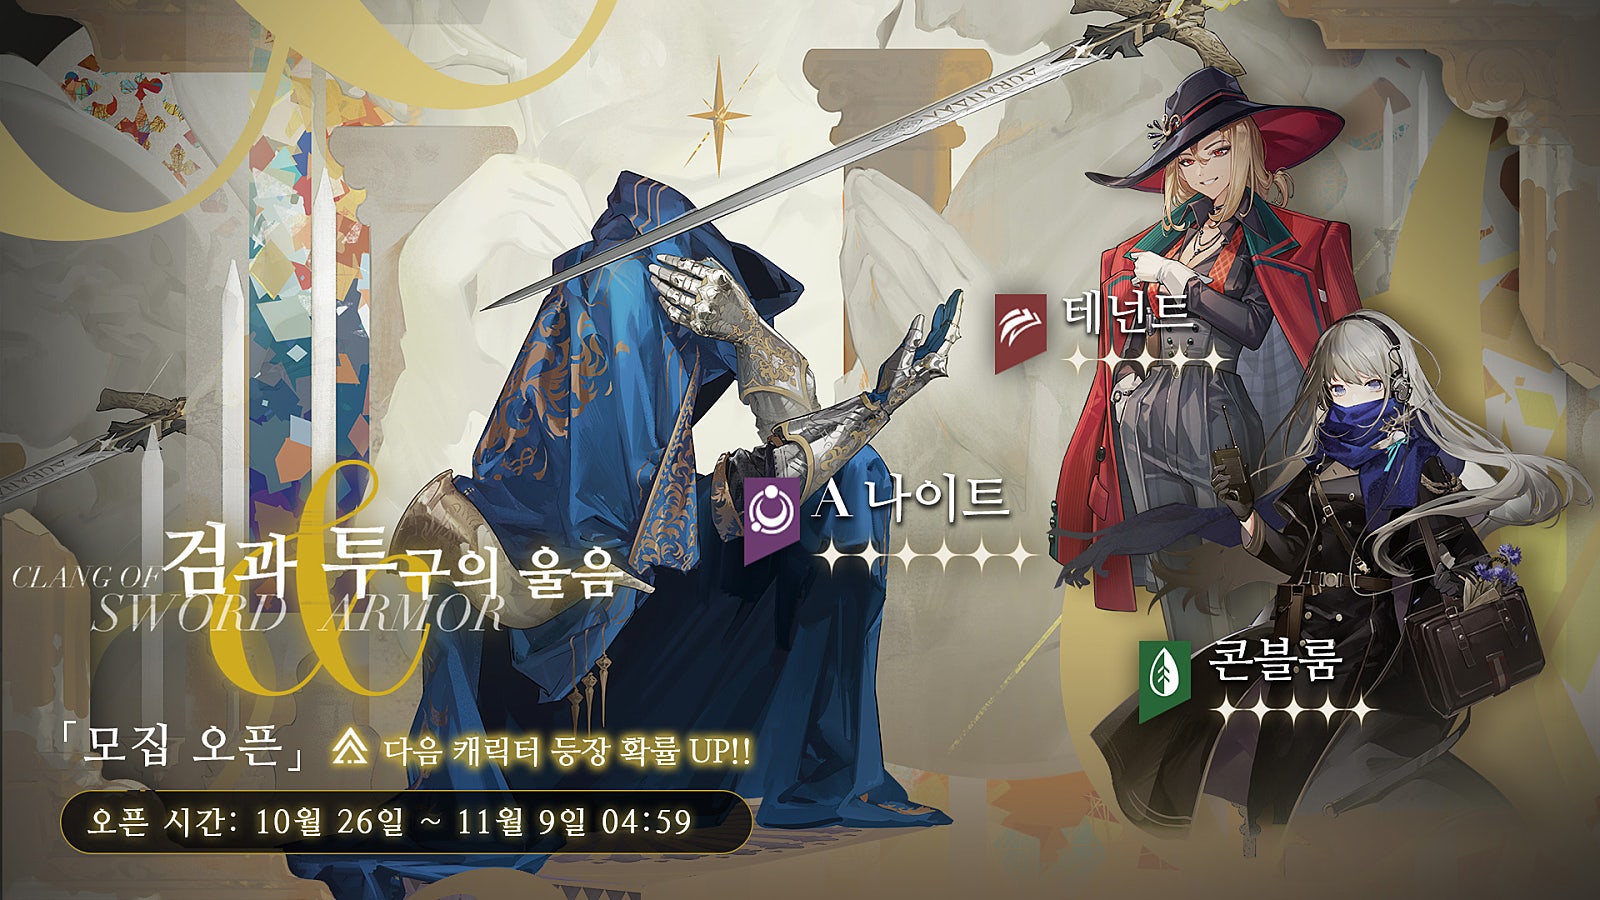 AURANAAA
테넌트
A 나이트
검과 투구의 울음
CLANG OF
SWORD & ARMOR
콘블룸
「모집 오픈」 다음 캐릭터 등장 확률 UP!!
오픈 시간: 10월 26일 ~ 11월 9일 04:59